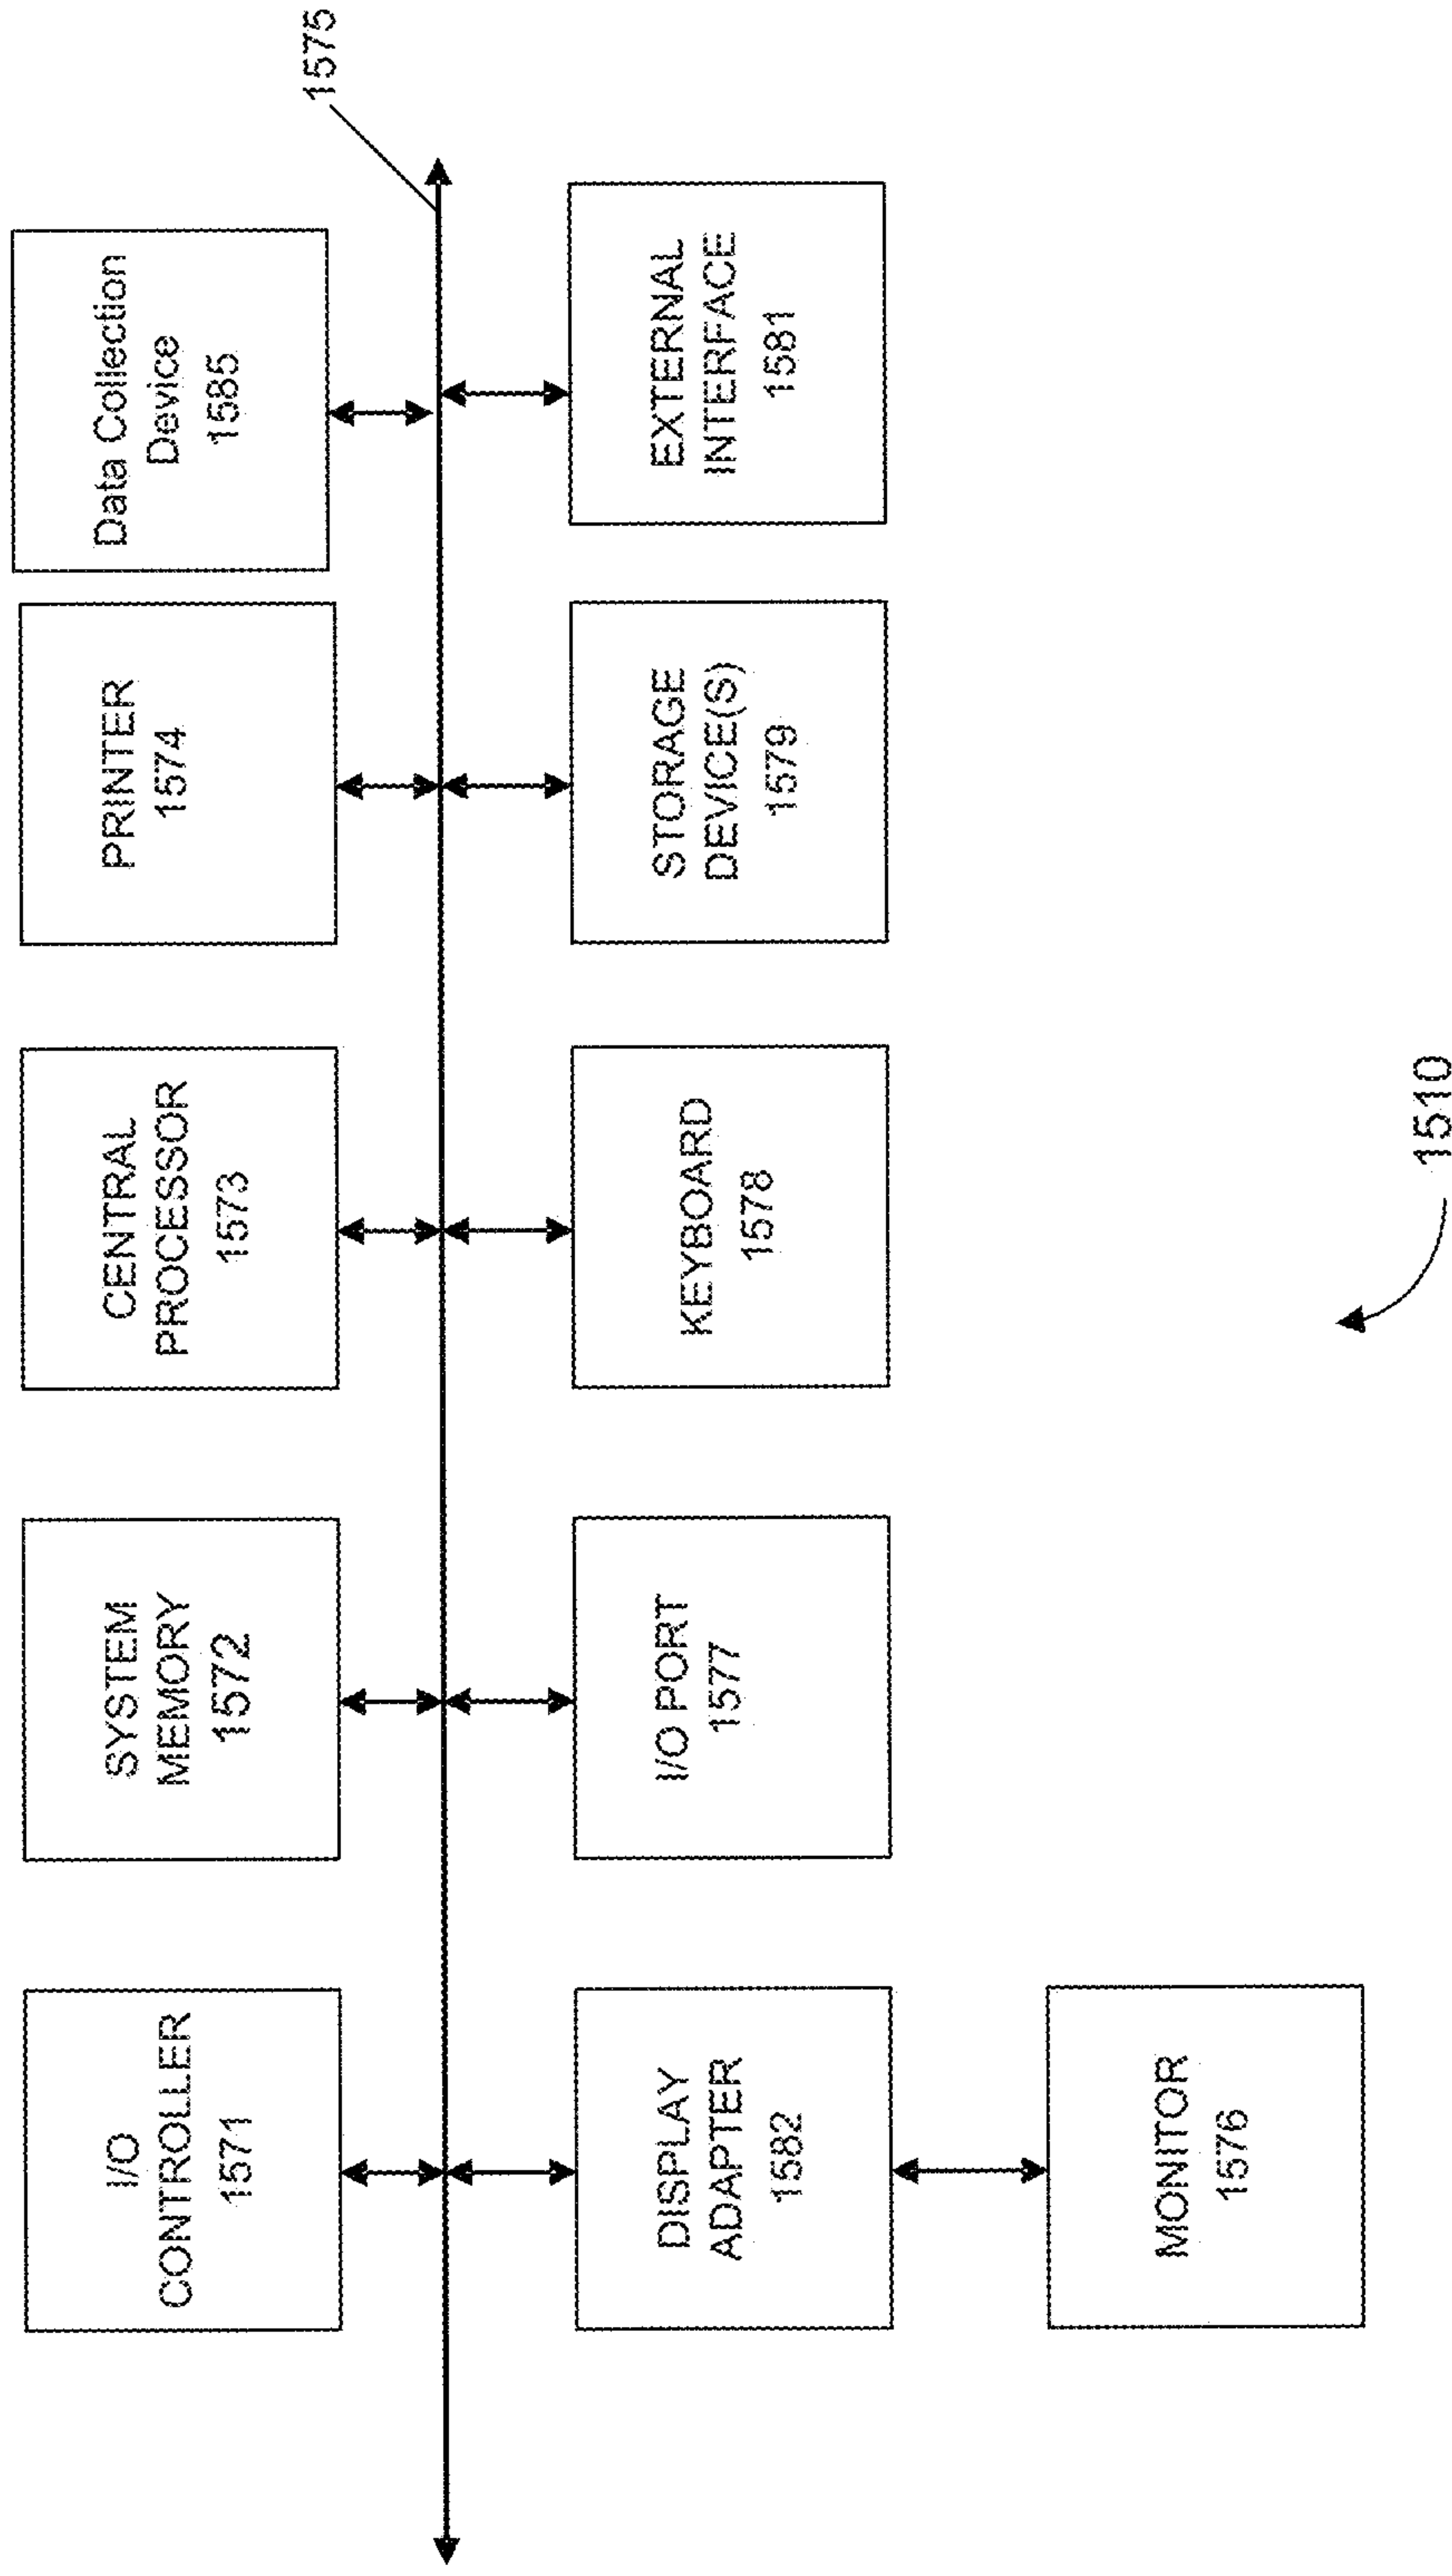 I/O
CONTROLLER
1571
SYSTEM
MEMORY
1572
CENTRAL
PROCESSOR
1573
PRINTER
1574
Data Collection
Device
1585
1575
DISPLAY
ADAPTER
1582
I/O PORT
1577
KEYBOARD
1578
STORAGE
DEVICE(S)
1579
EXTERNAL
INTERFACE
1581
MONITOR
1576
1510